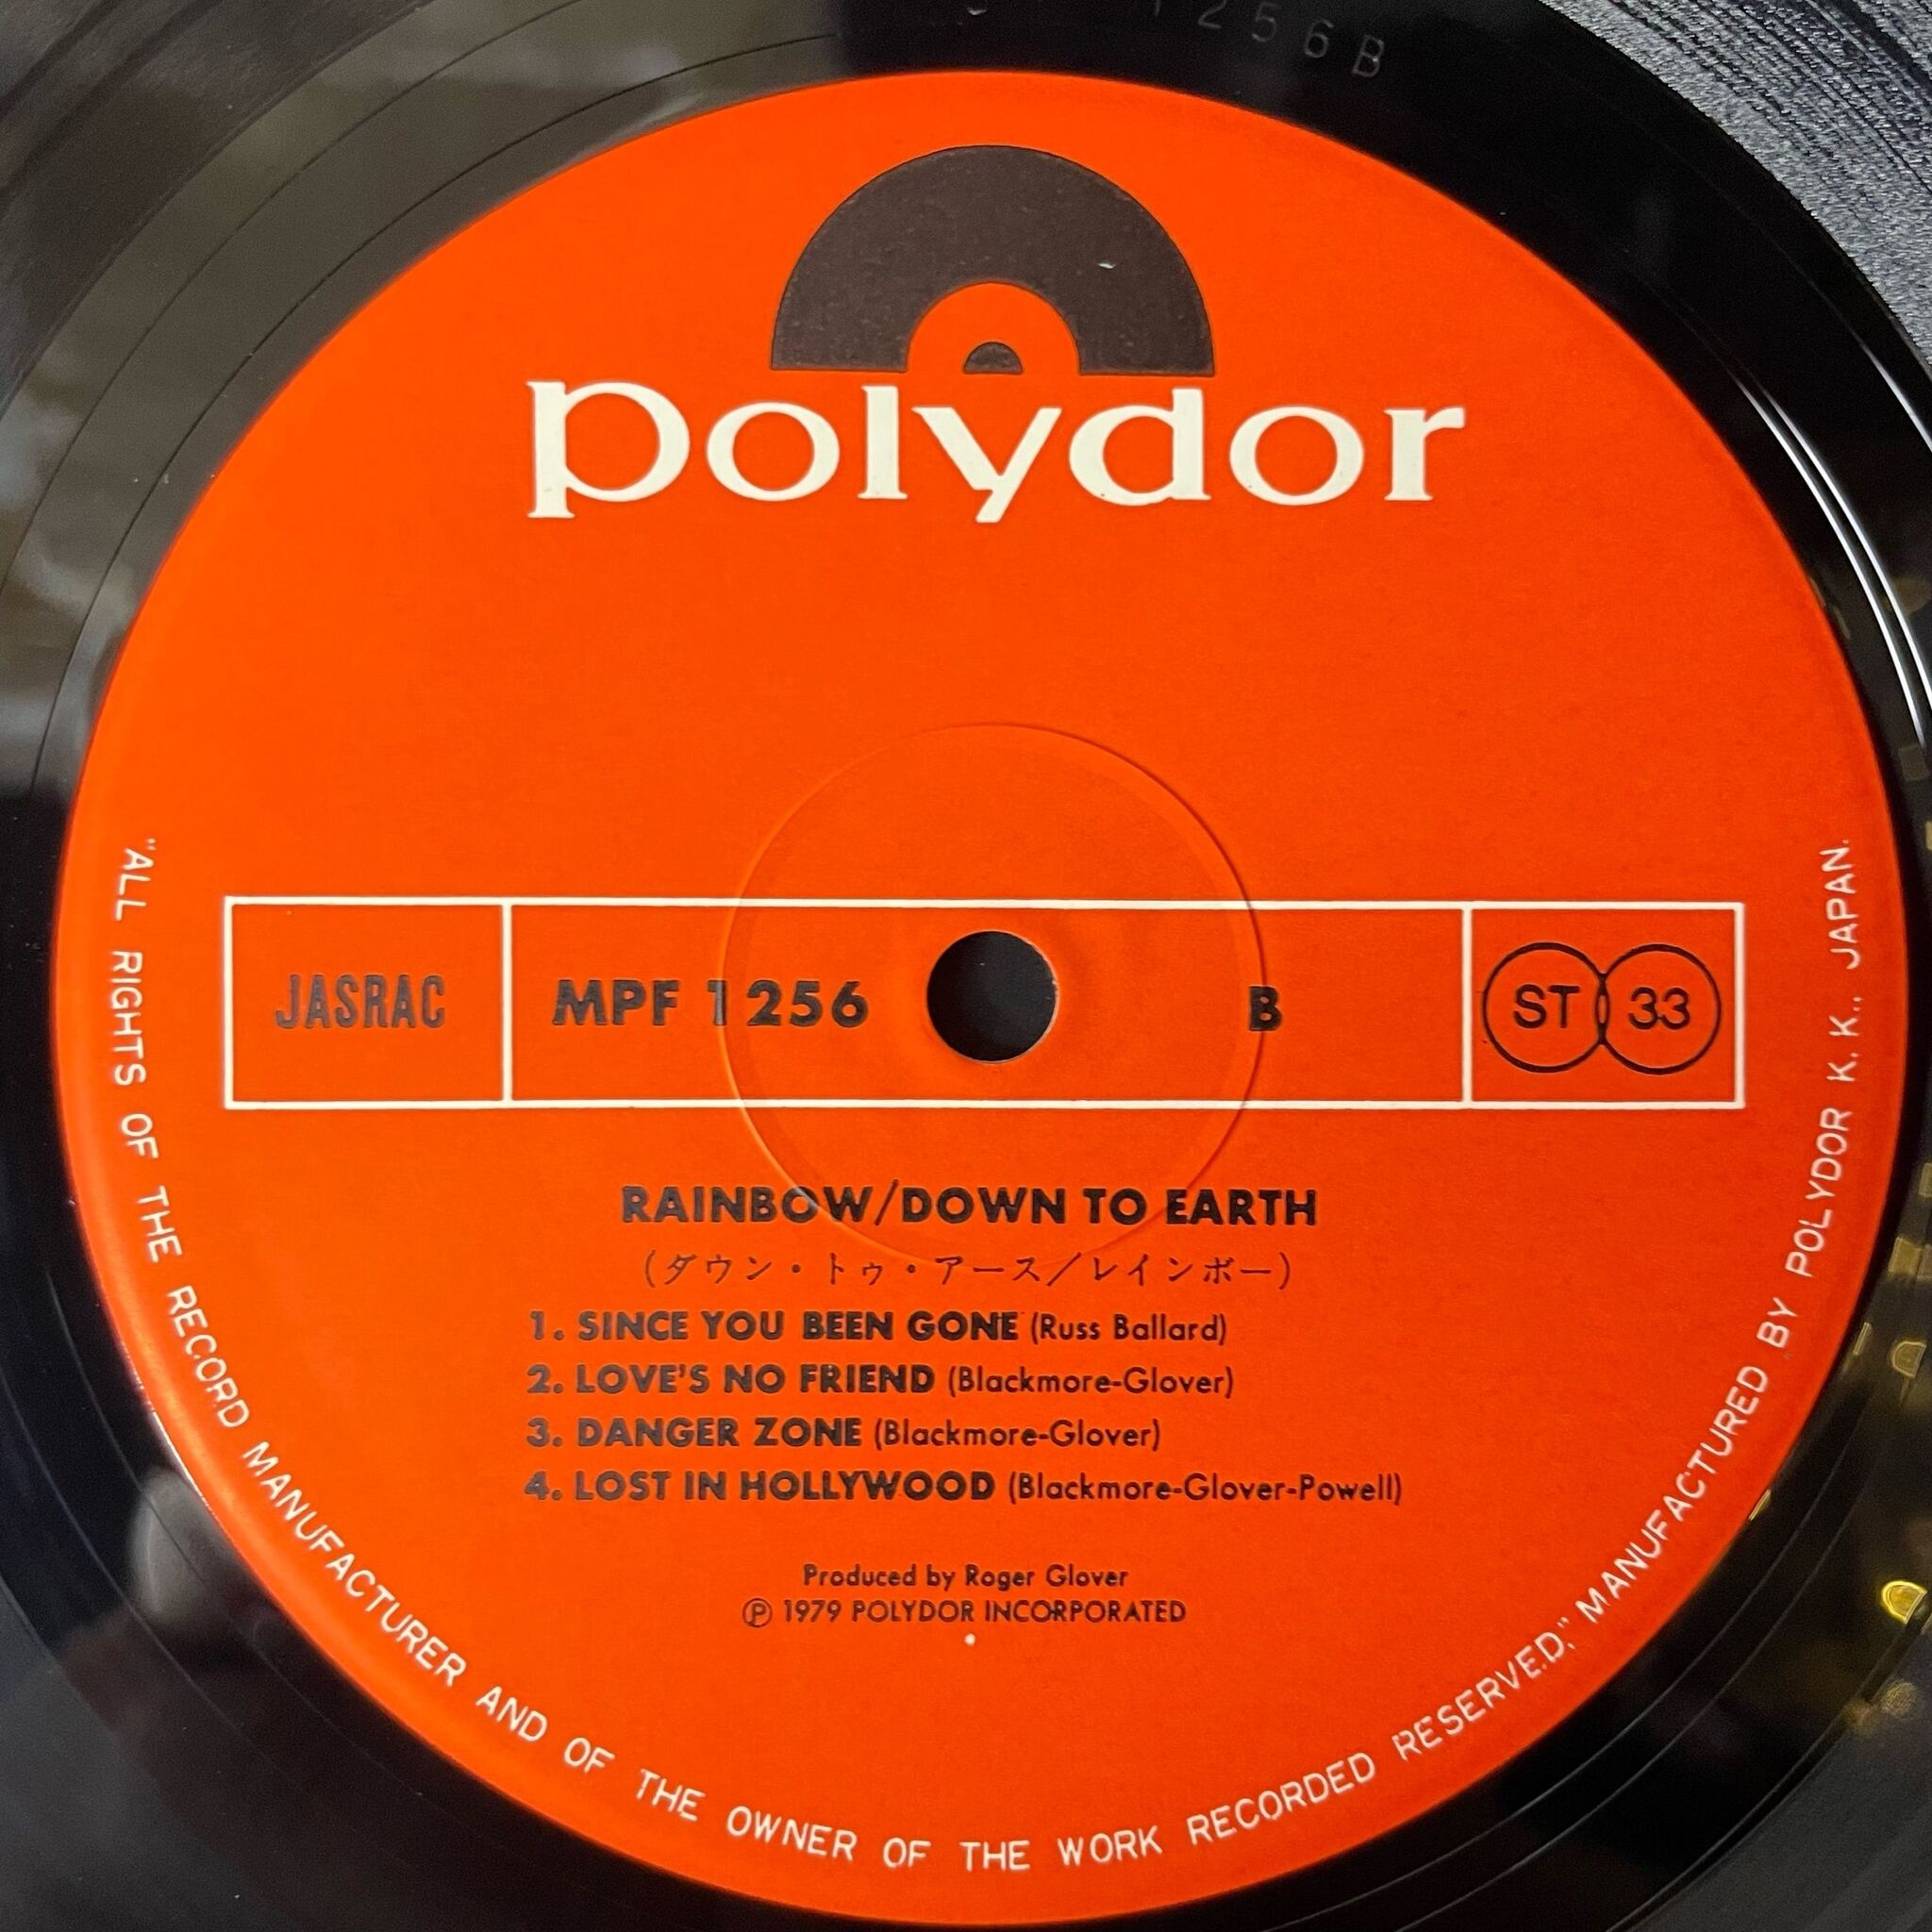 256B
polydor
JASRAC
MPF 1256
B
ST 33
RAINBOW/DOWN TO EARTH
(ダウン・トゥ・アース/レインボー)
1. SINCE YOU BEEN GONE (Russ Ballard)
2. LOVE'S NO FRIEND (Blackmore-Glover)
3. DANGER ZONE (Blackmore-Glover)
4. LOST IN HOLLYWOOD (Blackmore-Glover-Powell)
Produced by Roger Glover
Ⓟ 1979 POLYDOR INCORPORATED
"ALL RIGHTS OF THE RECORD MANUFACTURER AND OF THE OWNER OF THE WORK RECORDED RESERVED," MANUFACTURED BY POLYDOR K. K., JAPAN.